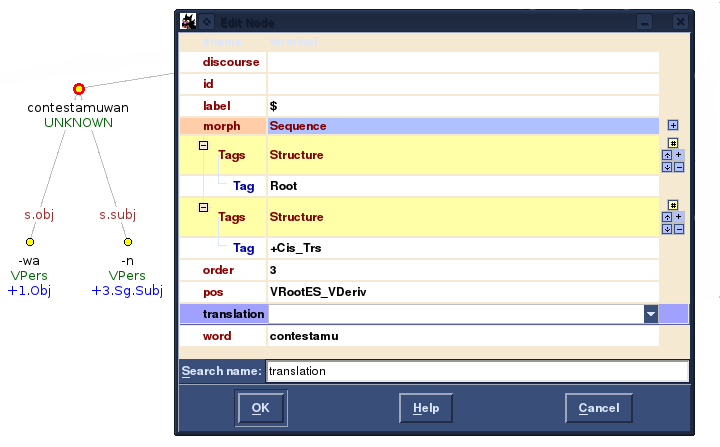 Edit Node
discourse
id
label $
morph Sequence
Tags Structure
Tag Root
Tags Structure
Tag +Cis_Trs
order 3
pos VRootES_VDeriv
translation
word contestamu
Search name: translation
OK Help Cancel
contestamuwan
UNKNOWN
s.obj s.subj
-wa -n
VPers VPers
+1.Obj +3.Sg.Subj